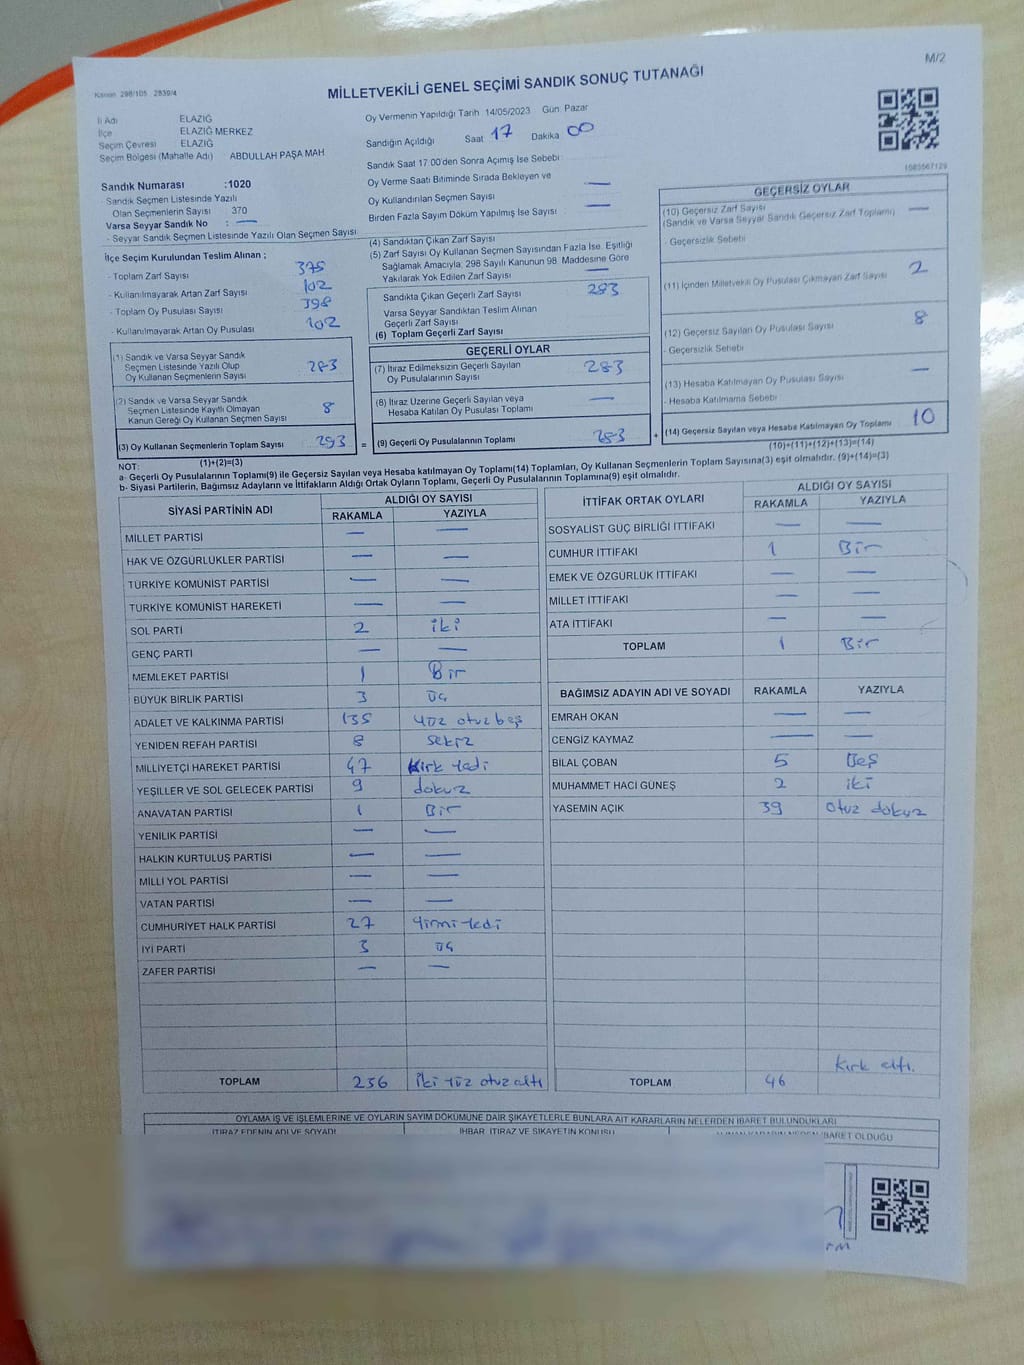 M/2
Kanun 298/105 2839/4
MİLLETVEKİLİ GENEL SEÇİMİ SANDIK SONUÇ TUTANAĞI
İl Adı ELAZIĞ
İlçe ELAZIĞ MERKEZ
Seçim Çevresi ELAZIĞ
Seçim Bölgesi (Mahalle Adı) ABDULLAH PAŞA MAH
Sandık Numarası :1020
- Sandık Seçmen Listesinde Yazılı
Olan Seçmenlerin Sayısı : 370
Varsa Seyyar Sandık No : —
- Seyyar Sandık Seçmen Listesinde Yazılı Olan Seçmen Sayısı
Oy Vermenin Yapıldığı Tarih 14/05/2023 Gün Pazar
Sandığın Açıldığı Saat 17 Dakika 00
Sandık Saat 17:00'den Sonra Açımış İse Sebebi
Oy Verme Saati Bitiminde Sırada Bekleyen ve
Oy Kullandırılan Seçmen Sayısı —
Birden Fazla Sayım Döküm Yapılmış İse Sayısı —
1083567129
İlçe Seçim Kurulundan Teslim Alınan ;
- Toplam Zarf Sayısı 375
- Kullanılmayarak Artan Zarf Sayısı 102
- Toplam Oy Pusulası Sayısı 398
- Kullanılmayarak Artan Oy Pusulası 102
(4) Sandıktan Çıkan Zarf Sayısı
(5) Zarf Sayısı Oy Kullanan Seçmen Sayısından Fazla İse, Eşitliği
Sağlamak Amacıyla; 298 Sayılı Kanunun 98. Maddesine Göre
Yakılarak Yok Edilen Zarf Sayısı —
Sandıkta Çıkan Geçerli Zarf Sayısı 283
Varsa Seyyar Sandıktan Teslim Alınan
Geçerli Zarf Sayısı
(6) Toplam Geçerli Zarf Sayısı
GEÇERSİZ OYLAR
(10) Geçersiz Zarf Sayısı —
(Sandık ve Varsa Seyyar Sandık Geçersiz Zarf Toplamı)
- Geçersizlik Sebebi
(11) İçinden Milletvekili Oy Pusulası Çıkmayan Zarf Sayısı 2
(12) Geçersiz Sayılan Oy Pusulası Sayısı 8
- Geçersizlik Sebebi
(13) Hesaba Katılmayan Oy Pusulası Sayısı —
- Hesaba Katılmama Sebebi
(14) Geçersiz Sayılan veya Hesaba Katılmayan Oy Toplamı 10
(10)+(11)+(12)+(13)=(14)
(1) Sandık ve Varsa Seyyar Sandık
Seçmen Listesinde Yazılı Olup
Oy Kullanan Seçmenlerin Sayısı 283
(2) Sandık ve Varsa Seyyar Sandık
Seçmen Listesinde Kayıtlı Olmayan
Kanun Gereği Oy Kullanan Seçmen Sayısı 8
(3) Oy Kullanan Seçmenlerin Toplam Sayısı 293 =
(1)+(2)=(3)
GEÇERLİ OYLAR
(7) İtiraz Edilmeksizin Geçerli Sayılan
Oy Pusulalarının Sayısı 283
(8) İtiraz Üzerine Geçerli Sayılan veya
Hesaba Katılan Oy Pusulası Toplamı —
(9) Geçerli Oy Pusulalarının Toplamı 283 +
NOT:
a- Geçerli Oy Pusulalarının Toplamı(9) ile Geçersiz Sayılan veya Hesaba katılmayan Oy Toplamı(14) Toplamları, Oy Kullanan Seçmenlerin Toplam Sayısına(3) eşit olmalıdır. (9)+(14)=(3)
b- Siyasi Partilerin, Bağımsız Adayların ve İttifakların Aldığı Ortak Oyların Toplamı, Geçerli Oy Pusulalarının Toplamına(9) eşit olmalıdır.
SİYASİ PARTİNİN ADI ALDIĞI OY SAYISI
RAKAMLA YAZIYLA
MİLLET PARTİSİ — —
HAK VE ÖZGÜRLÜKLER PARTİSİ — —
TÜRKİYE KOMÜNİST PARTİSİ — —
TÜRKİYE KOMÜNİST HAREKETİ — —
SOL PARTİ 2 iki
GENÇ PARTİ — —
MEMLEKET PARTİSİ 1 Bir
BÜYÜK BİRLİK PARTİSİ 3 üç
ADALET VE KALKINMA PARTİSİ 135 yüz otuz beş
YENİDEN REFAH PARTİSİ 8 sekiz
MİLLİYETÇİ HAREKET PARTİSİ 47 Kırk yedi
YEŞİLLER VE SOL GELECEK PARTİSİ 9 dokuz
ANAVATAN PARTİSİ 1 Bir
YENİLİK PARTİSİ — —
HALKIN KURTULUŞ PARTİSİ — —
MİLLİ YOL PARTİSİ — —
VATAN PARTİSİ — —
CUMHURİYET HALK PARTİSİ 27 yirmi yedi
İYİ PARTİ 3 üç
ZAFER PARTİSİ — —
TOPLAM 236 iki yüz otuz altı
İTTİFAK ORTAK OYLARI ALDIĞI OY SAYISI
RAKAMLA YAZIYLA
SOSYALİST GÜÇ BİRLİĞİ İTTİFAKI — —
CUMHUR İTTİFAKI 1 Bir
EMEK VE ÖZGÜRLÜK İTTİFAKI — —
MİLLET İTTİFAKI — —
ATA İTTİFAKI — —
TOPLAM 1 Bir
BAĞIMSIZ ADAYIN ADI VE SOYADI RAKAMLA YAZIYLA
EMRAH OKAN — —
CENGİZ KAYMAZ — —
BİLAL ÇOBAN 5 Beş
MUHAMMET HACI GÜNEŞ 2 iki
YASEMİN AÇIK 39 otuz dokuz
TOPLAM 46 kırk altı.
OYLAMA İŞ VE İŞLEMLERİNE VE OYLARIN SAYIM DÖKÜMÜNE DAİR ŞİKAYETLERLE BUNLARA AİT KARARLARIN NELERDEN İBARET BULUNDUKLARI
İTİRAZ EDENİN ADI VE SOYADI İHBAR, İTİRAZ VE ŞİKAYETİN KONUSU İBARET OLDUĞU